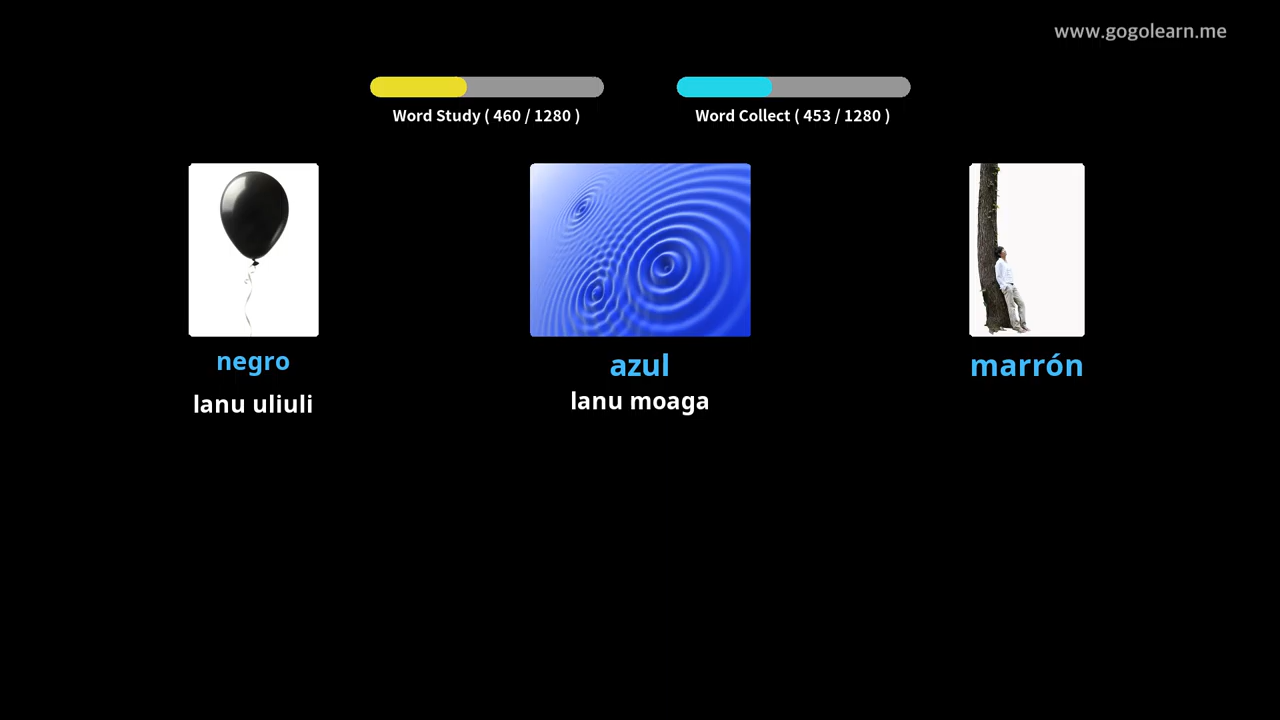 www.gogolearn.me
Word Study ( 460 / 1280 )
Word Collect ( 453 / 1280 )
negro
azul
marrón
lanu uliuli
lanu moaga